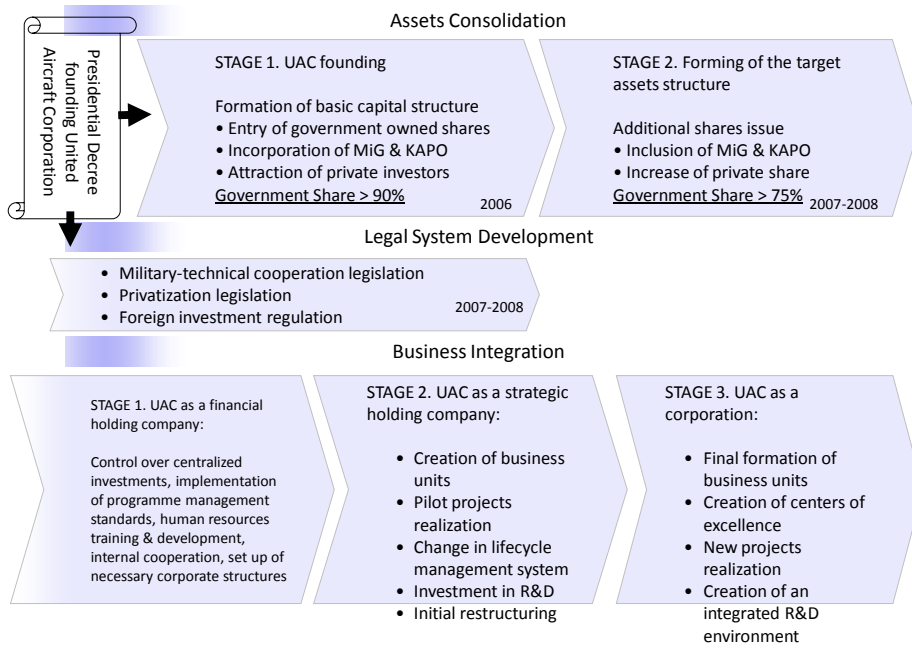 Assets Consolidation
Presidential Decree
founding United
Aircraft Corporation
STAGE 1. UAC founding
Formation of basic capital structure
• Entry of government owned shares
• Incorporation of MiG & KAPO
• Attraction of private investors
Government Share > 90%
2006
STAGE 2. Forming of the target
assets structure
Additional shares issue
• Inclusion of MiG & KAPO
• Increase of private share
Government Share > 75%
2007-2008
Legal System Development
• Military-technical cooperation legislation
• Privatization legislation
• Foreign investment regulation
2007-2008
Business Integration
STAGE 1. UAC as a financial
holding company:
Control over centralized
investments, implementation
of programme management
standards, human resources
training & development,
internal cooperation, set up of
necessary corporate structures
STAGE 2. UAC as a strategic
holding company:
• Creation of business
units
• Pilot projects
realization
• Change in lifecycle
management system
• Investment in R&D
• Initial restructuring
STAGE 3. UAC as a
corporation:
• Final formation of
business units
• Creation of centers of
excellence
• New projects
realization
• Creation of an
integrated R&D
environment